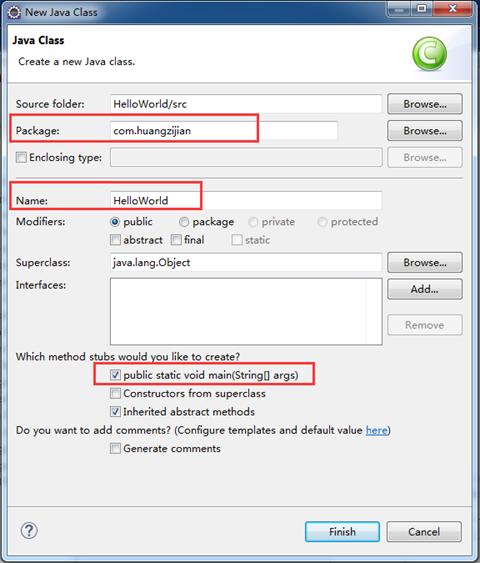 New Java Class
Java Class
Create a new Java class.
Source folder: HelloWorld/src Browse...
Package: com.huangzijian Browse...
Enclosing type: Browse...
Name: HelloWorld
Modifiers: public package private protected
abstract final static
Superclass: java.lang.Object Browse...
Interfaces: Add...
Remove
Which method stubs would you like to create?
public static void main(String[] args)
Constructors from superclass
Inherited abstract methods
Do you want to add comments? (Configure templates and default value here)
Generate comments
Finish Cancel